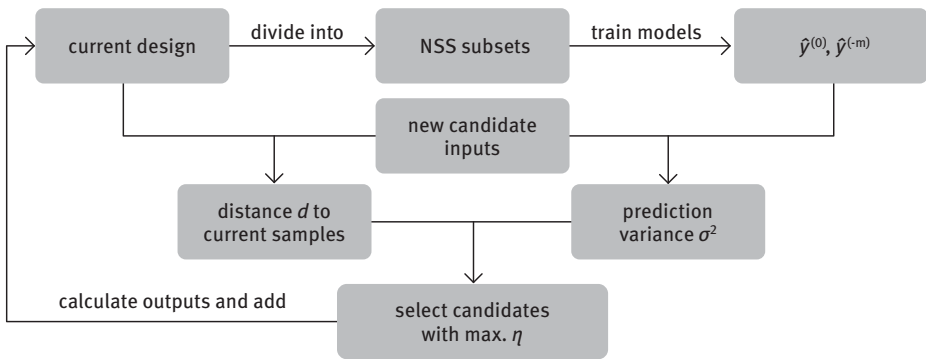 current design
divide into
NSS subsets
train models
ŷ⁽⁰⁾, ŷ⁽⁻ᵐ⁾
new candidate
inputs
distance d to
current samples
prediction
variance σ²
calculate outputs and add
select candidates
with max. η